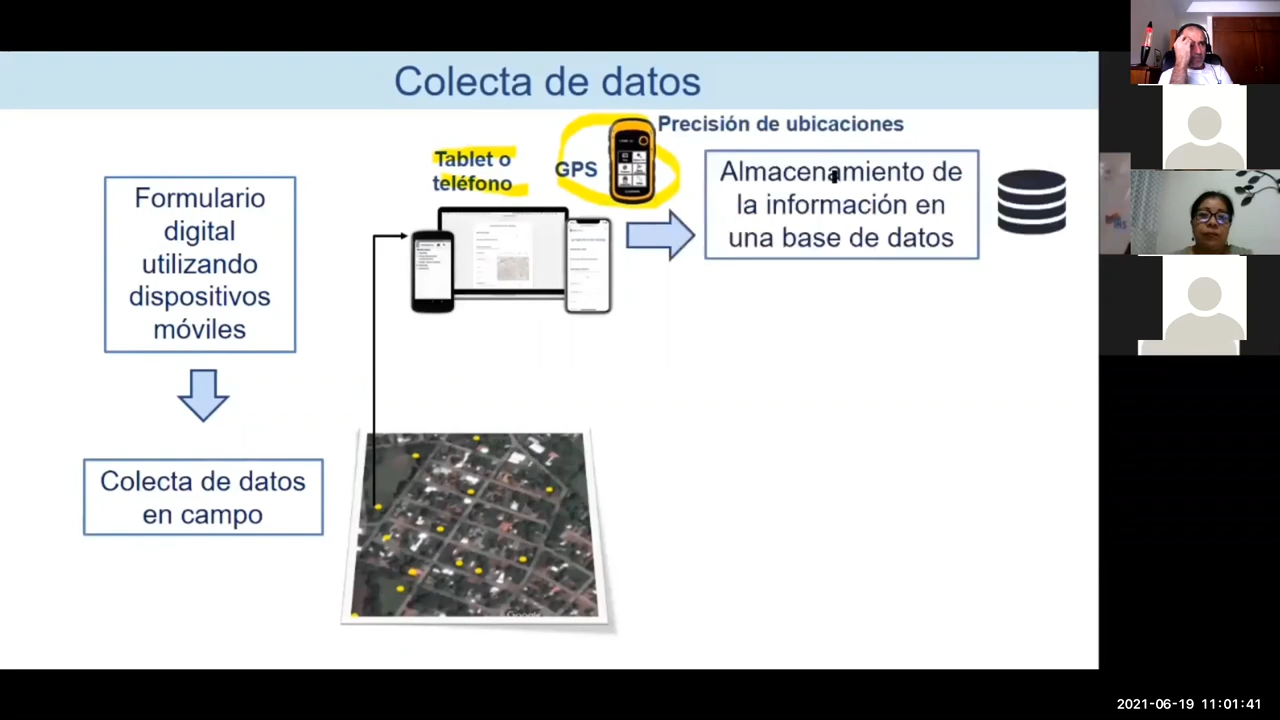 Colecta de datos
Precisión de ubicaciones
Tablet o
teléfono
GPS
Formulario
digital
utilizando
dispositivos
móviles
Almacenamiento de
la información en
una base de datos
Colecta de datos
en campo
Google
2021-06-19 11:01:41